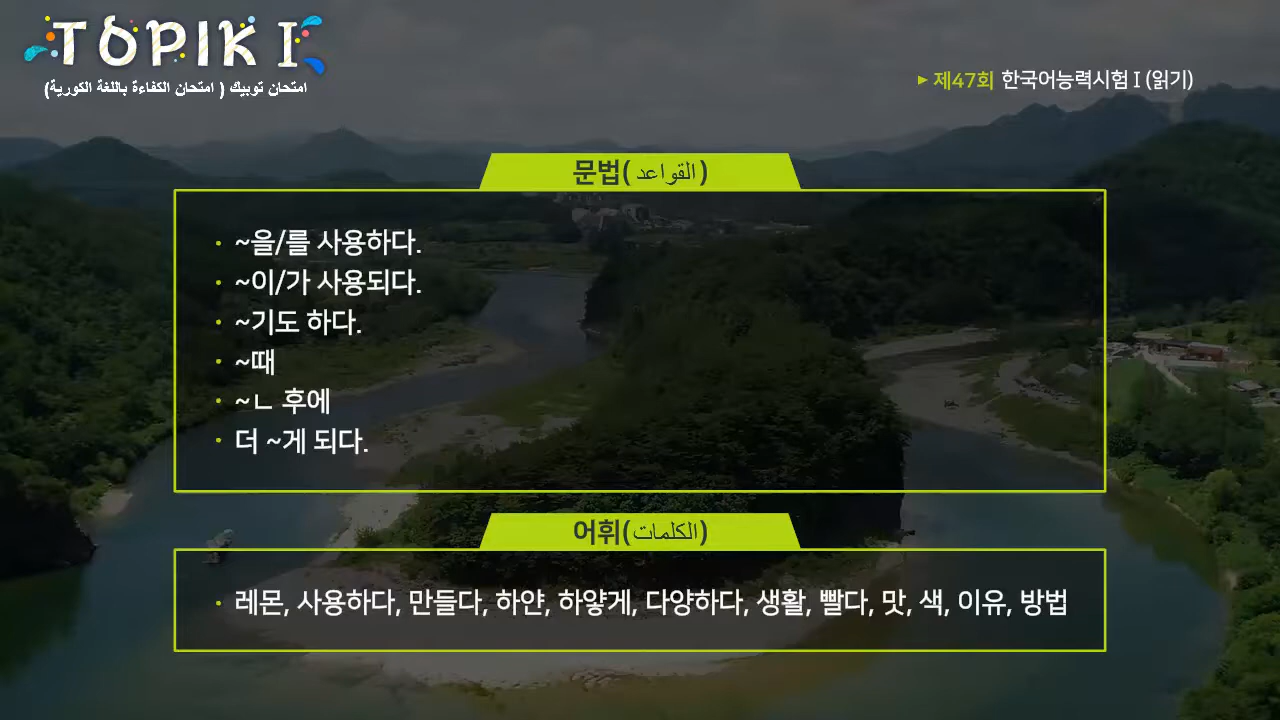 TOPIK I
امتحان توبيك ( امتحان الكفاءة باللغة الكورية)
▸ 제47회 한국어능력시험 I (읽기)
문법(القواعد)
• ~을/를 사용하다.
• ~이/가 사용되다.
• ~기도 하다.
• ~때
• ~ㄴ 후에
• 더 ~게 되다.
어휘(الكلمات)
• 레몬, 사용하다, 만들다, 하얀, 하얗게, 다양하다, 생활, 빨다, 맛, 색, 이유, 방법